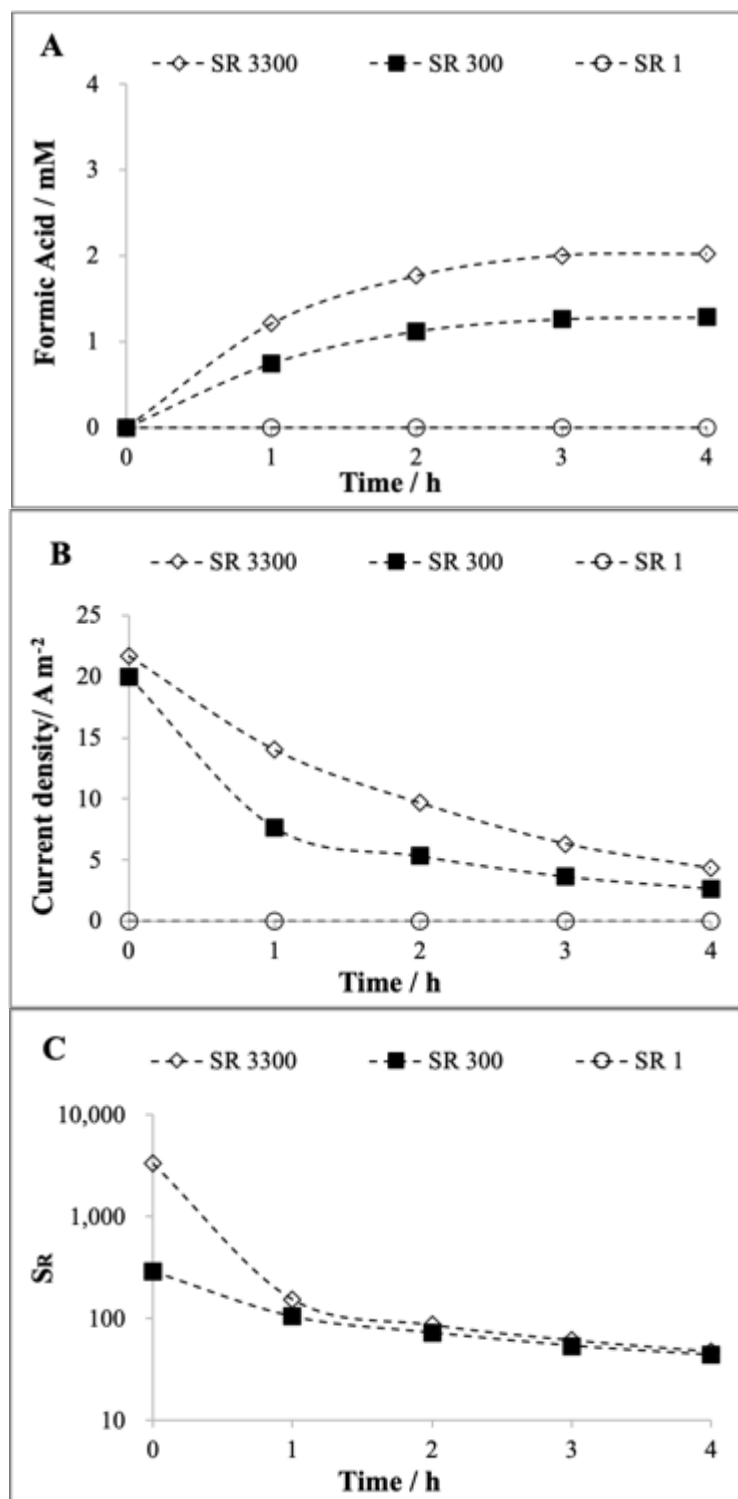 A
SR 3300 SR 300 SR 1
Formic Acid / mM
4
3
2
1
0
0 1 2 3 4
Time / h
B
SR 3300 SR 300 SR 1
Current density/ A m⁻²
25
20
15
10
5
0
0 1 2 3 4
Time / h
C
SR 3300 SR 300 SR 1
SR
10,000
1,000
100
10
0 1 2 3 4
Time / h